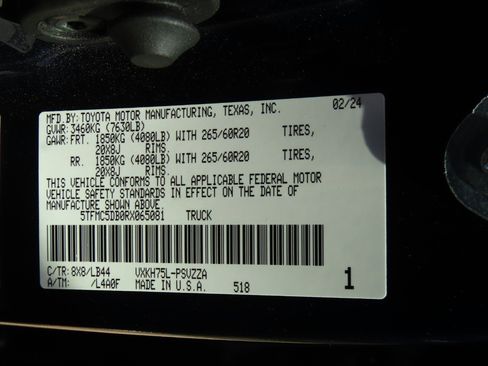 MFD.BY: TOYOTA MOTOR MANUFACTURING, TEXAS, INC. 02/24
GVWR: 3460KG (7630LB)
GAWR: FRT. 1850KG (4080LB) WITH 265/60R20 TIRES,
20X8J RIMS.
RR. 1850KG (4080LB) WITH 265/60R20 TIRES,
20X8J RIMS.
THIS VEHICLE CONFORMS TO ALL APPLICABLE FEDERAL MOTOR
VEHICLE SAFETY STANDARDS IN EFFECT ON THE DATE OF
MANUFACTURE SHOWN ABOVE.
5TFMC5DB0RX065081 TRUCK
C/TR: 8X8/LB44 VXKH75L-PSVZZA
A/TM: /L4A0F MADE IN U.S.A. 518 1